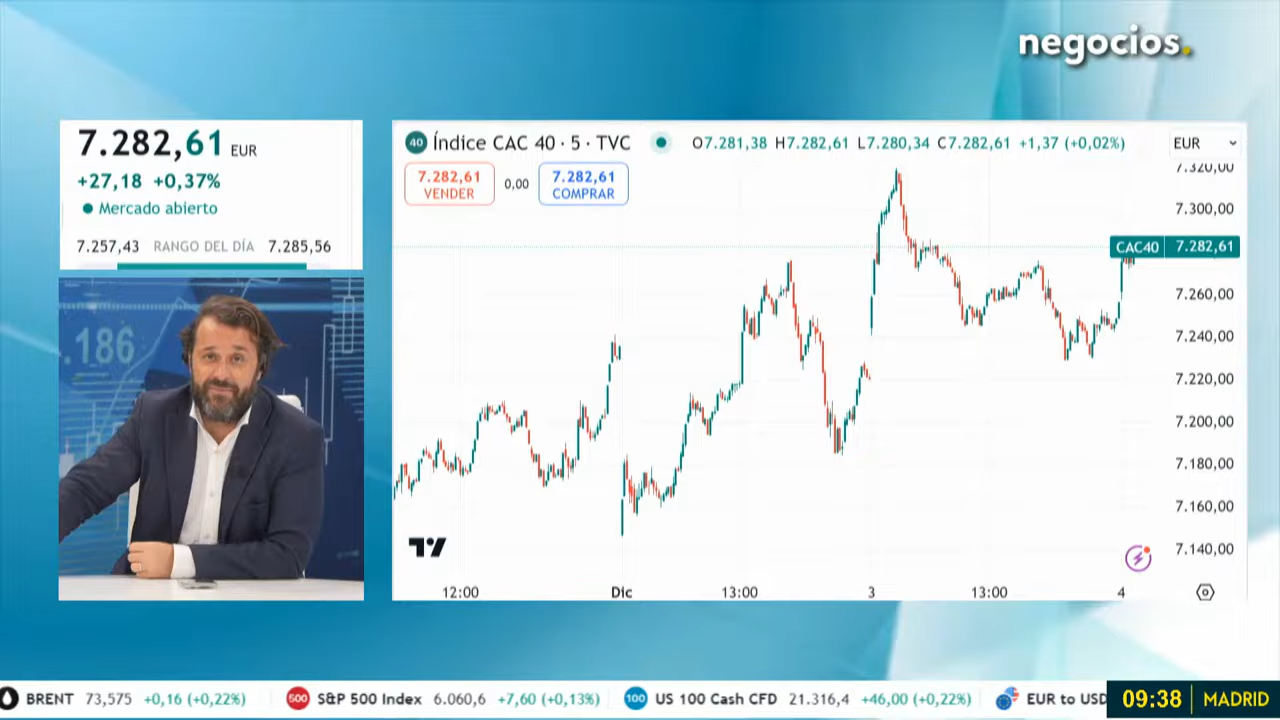 negocios.
7.282,61 EUR
+27,18 +0,37%
Mercado abierto
7.257,43 RANGO DEL DÍA 7.285,56
.186
40 Índice CAC 40 · 5 · TVC O7.281,38 H7.282,61 L7.280,34 C7.282,61 +1,37 (+0,02%) EUR
7.282,61
VENDER
0,00
7.282,61
COMPRAR
7.320,00
7.300,00
CAC40 7.282,61
7.260,00
7.240,00
7.220,00
7.200,00
7.180,00
7.160,00
7.140,00
12:00 Dic 13:00 3 13:00 4
BRENT 73,575 +0,16 (+0,22%) 500 S&P 500 Index 6.060,6 +7,60 (+0,13%) 100 US 100 Cash CFD 21.316,4 +46,00 (+0,22%) EUR to USD
09:38 MADRID